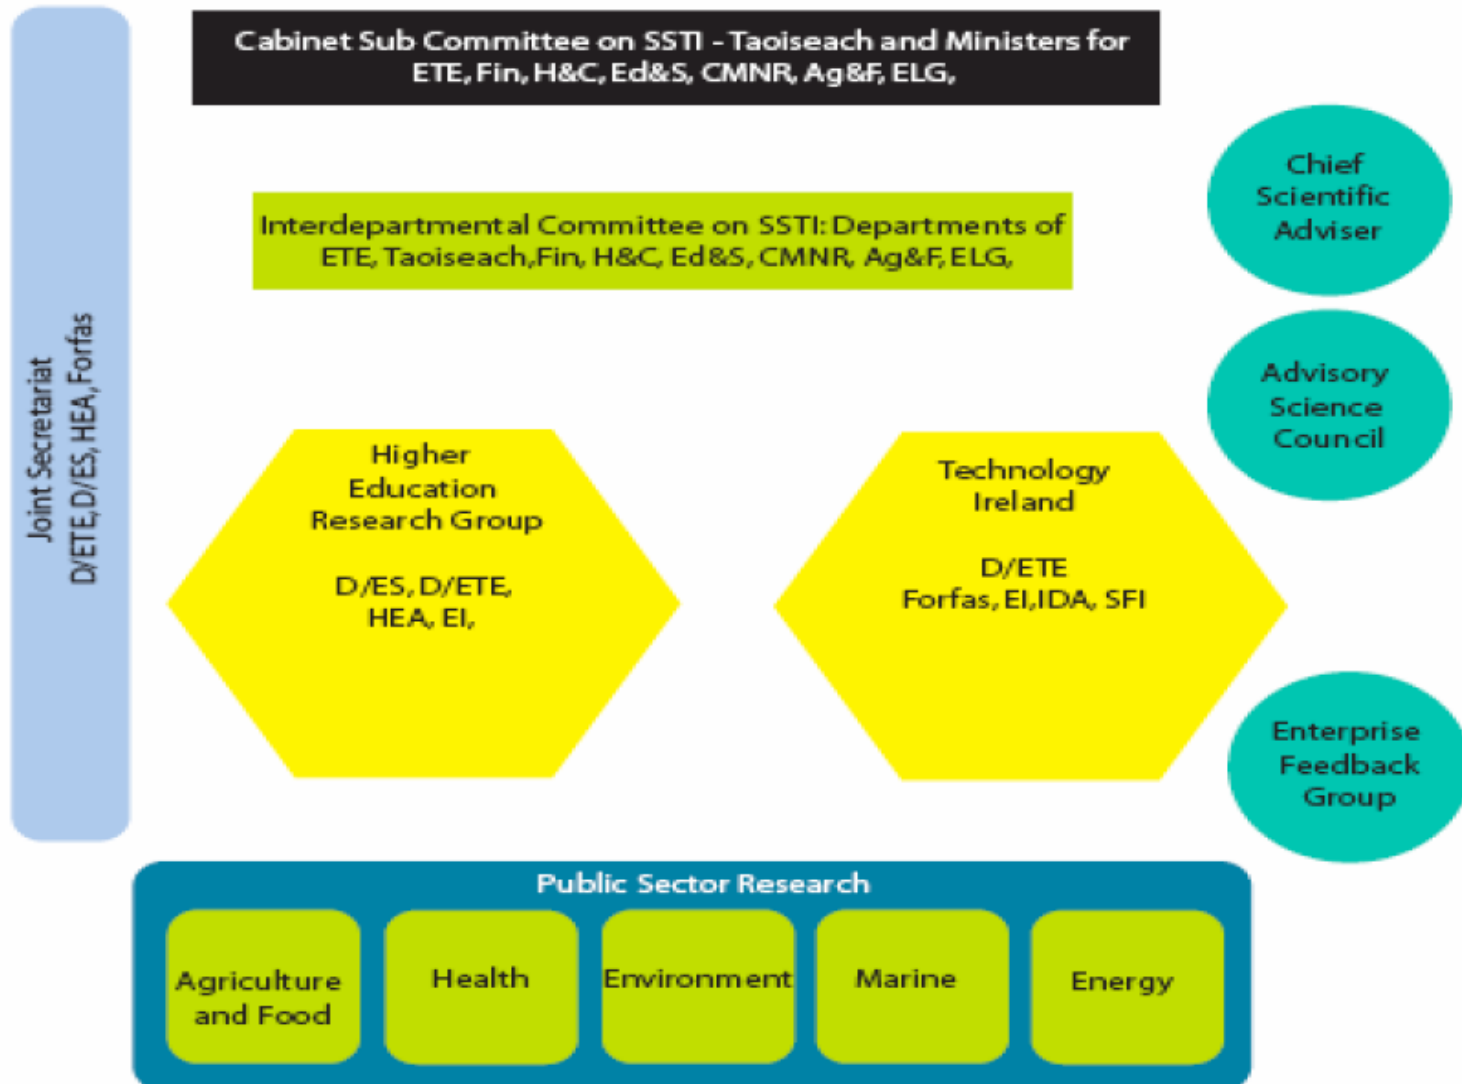 Cabinet Sub Committee on SSTI - Taoiseach and Ministers for
ETE, Fin, H&C, Ed&S, CMNR, Ag&F, ELG,
Interdepartmental Committee on SSTI: Departments of
ETE, Taoiseach,Fin, H&C, Ed&S, CMNR, Ag&F, ELG,
Joint Secretariat
D/ETE, D/ES, HEA, Forfas
Chief
Scientific
Adviser
Advisory
Science
Council
Higher
Education
Research Group
D/ES, D/ETE,
HEA, EI,
Technology
Ireland
D/ETE
Forfas, EI,IDA, SFI
Enterprise
Feedback
Group
Public Sector Research
Agriculture
and Food
Health
Environment
Marine
Energy